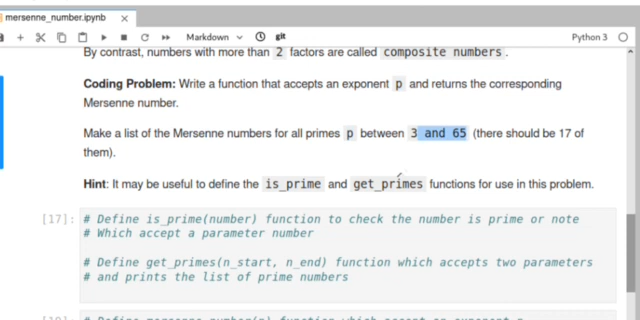 mersenne_number.ipynb
Markdown
git
Python 3
By contrast, numbers with more than 2 factors are called composite numbers.
Coding Problem: Write a function that accepts an exponent p and returns the corresponding
Mersenne number.
Make a list of the Mersenne numbers for all primes p between 3 and 65 (there should be 17 of
them).
Hint: It may be useful to define the is_prime and get_primes functions for use in this problem.
[17]: # Define is_prime(number) function to check the number is prime or note
# Which accept a parameter number
# Define get_primes(n_start, n_end) function which accepts two parameters
# and prints the list of prime numbers